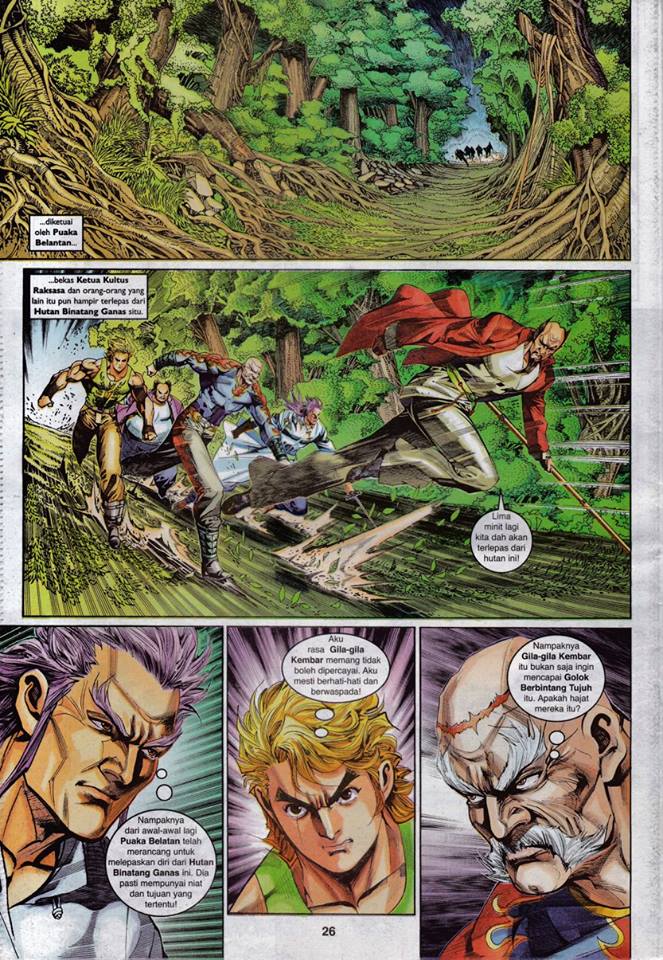 ...diketuai
oleh Puaka
Belantan...
...bekas Ketua Kultus
Raksasa dan orang-orang yang
lain itu pun hampir terlepas dari
Hutan Binatang Ganas situ.
Lima
minit lagi
kita dah akan
terlepas dari
hutan ini!
Nampaknya
dari awal-awal lagi
Puaka Belatan telah
merancang untuk
melepaskan diri dari Hutan
Binatang Ganas ini. Dia
pasti mempunyai niat
dan tujuan yang
tertentu!
Aku
rasa Gila-gila
Kembar memang tidak
boleh dipercayai. Aku
mesti berhati-hati dan
berwaspada!
Nampaknya
Gila-gila Kembar
itu bukan saja ingin
mencapai Golok
Berbintang Tujuh
itu. Apakah hajat
mereka itu?
26